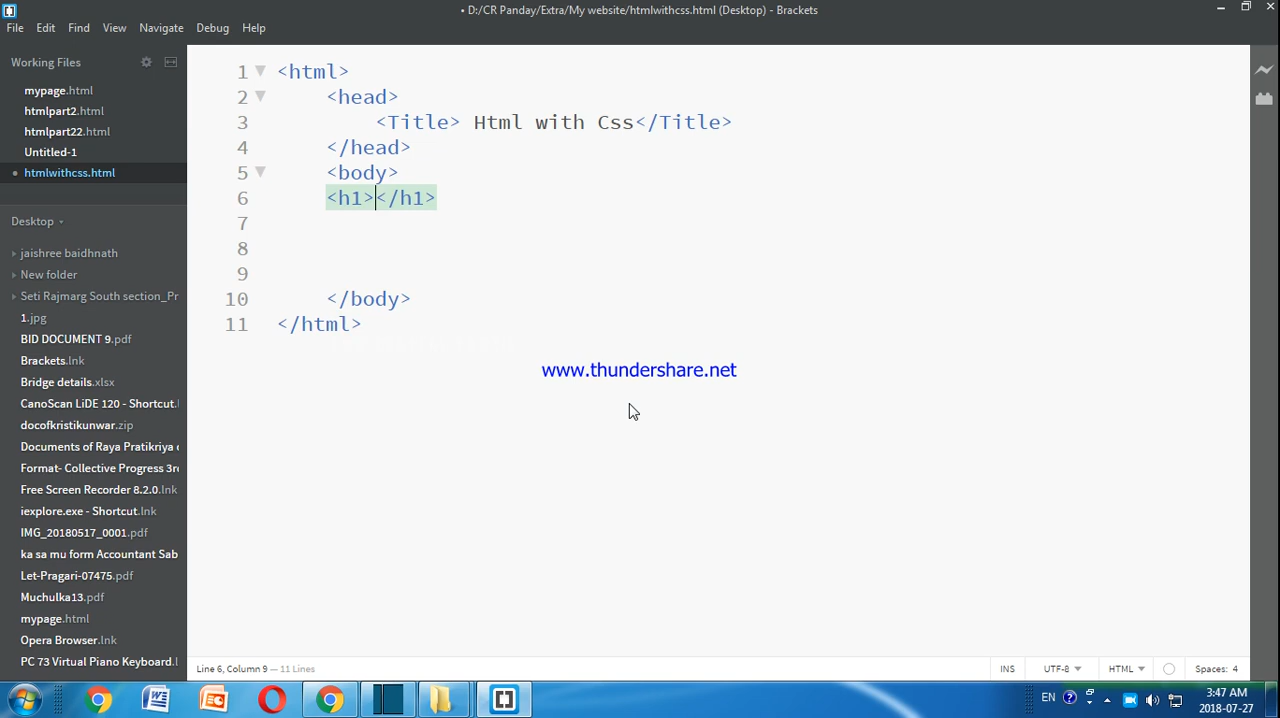 • D:/CR Panday/Extra/My website/htmlwithcss.html (Desktop) - Brackets
File Edit Find View Navigate Debug Help
Working Files
mypage.html
htmlpart2.html
htmlpart22.html
Untitled-1
• htmlwithcss.html
Desktop
jaishree baidhnath
New folder
Seti Rajmarg South section_Pr
1.jpg
BID DOCUMENT 9.pdf
Brackets.lnk
Bridge details.xlsx
CanoScan LiDE 120 - Shortcut.l
docofkristikunwar.zip
Documents of Raya Pratikriya
Format- Collective Progress 3r
Free Screen Recorder 8.2.0.lnk
iexplore.exe - Shortcut.lnk
IMG_20180517_0001.pdf
ka sa mu form Accountant Sab
Let-Pragari-07475.pdf
Muchulka13.pdf
mypage.html
Opera Browser.lnk
PC 73 Virtual Piano Keyboard.l
1 <html>
2 <head>
3 <Title> Html with Css</Title>
4 </head>
5 <body>
6 <h1></h1>
7
8
9
10 </body>
11 </html>
www.thundershare.net
Line 6, Column 9 — 11 Lines
INS UTF-8 HTML Spaces: 4
EN 3:47 AM
2018-07-27